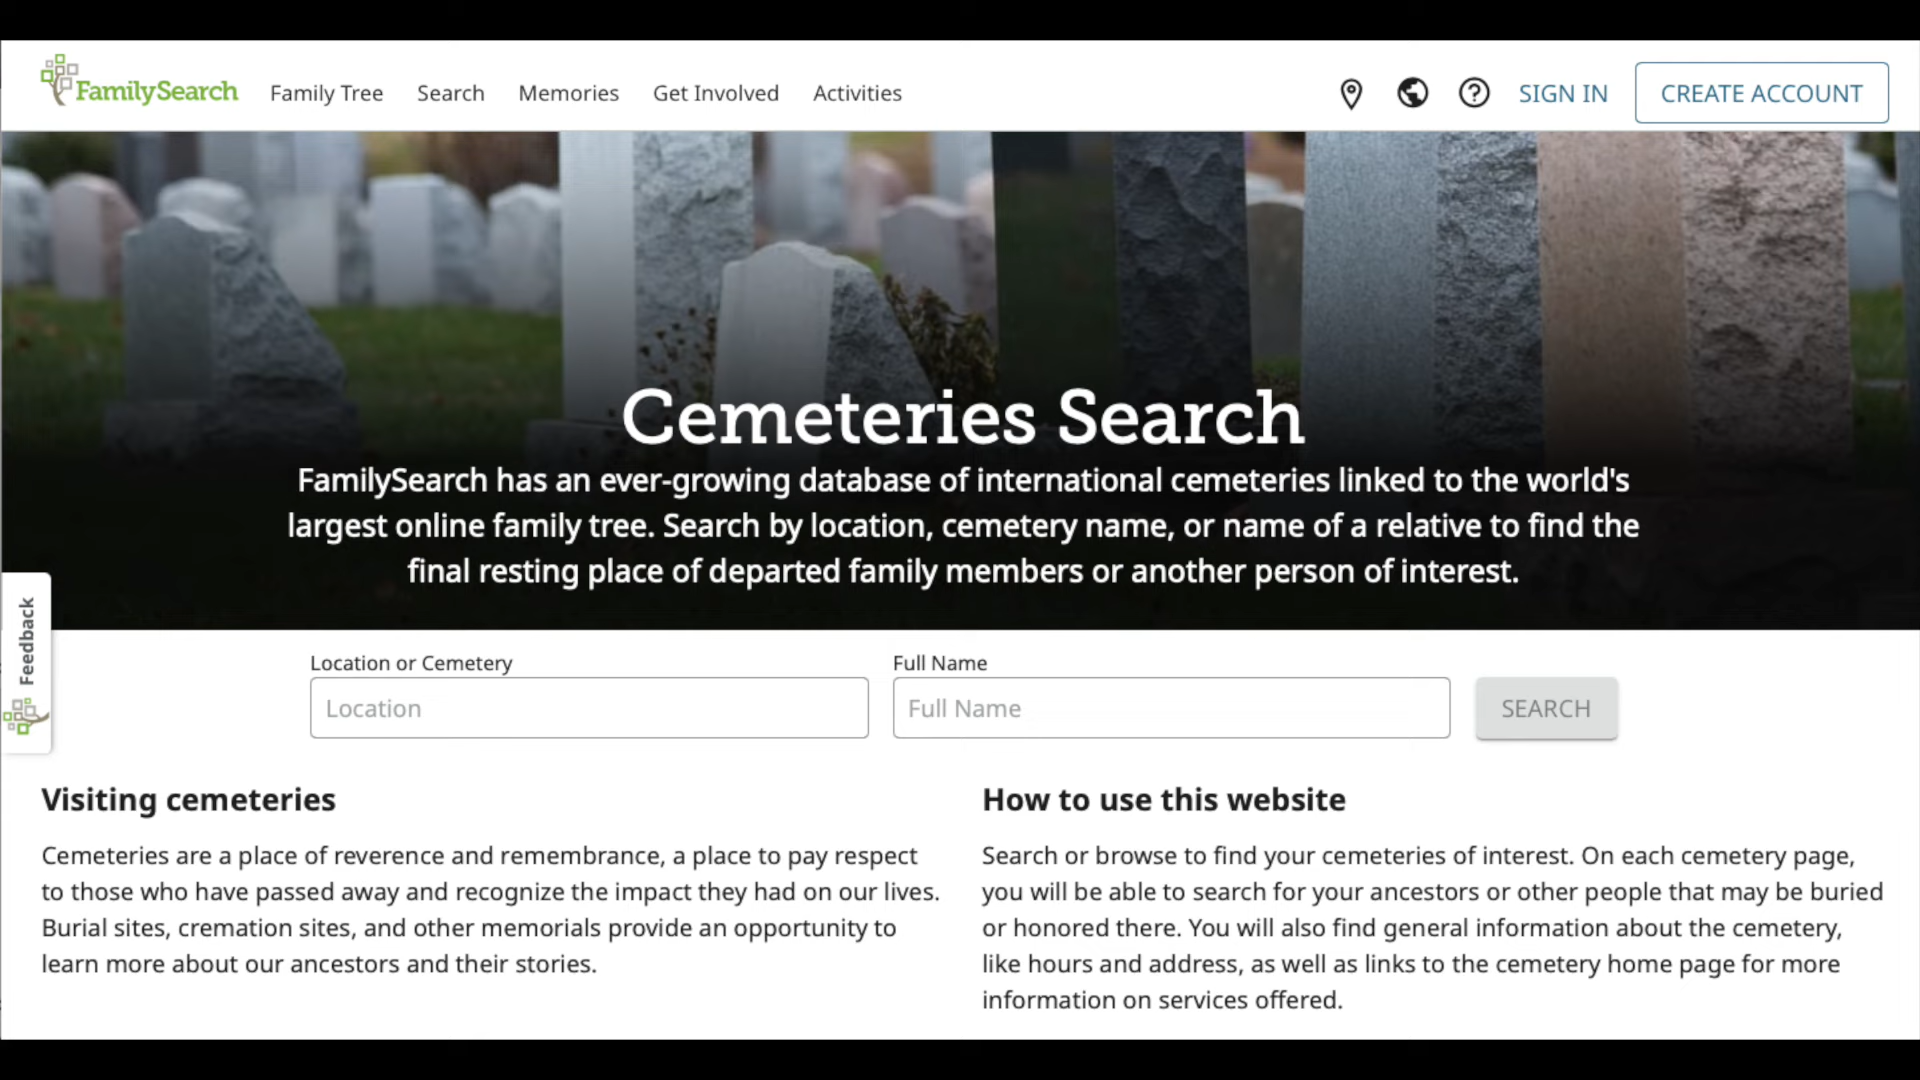 FamilySearch Family Tree Search Memories Get Involved Activities SIGN IN CREATE ACCOUNT
Cemeteries Search
FamilySearch has an ever-growing database of international cemeteries linked to the world's
largest online family tree. Search by location, cemetery name, or name of a relative to find the
final resting place of departed family members or another person of interest.
Feedback
Location or Cemetery Full Name
Location Full Name SEARCH
Visiting cemeteries
Cemeteries are a place of reverence and remembrance, a place to pay respect
to those who have passed away and recognize the impact they had on our lives.
Burial sites, cremation sites, and other memorials provide an opportunity to
learn more about our ancestors and their stories.
How to use this website
Search or browse to find your cemeteries of interest. On each cemetery page,
you will be able to search for your ancestors or other people that may be buried
or honored there. You will also find general information about the cemetery,
like hours and address, as well as links to the cemetery home page for more
information on services offered.